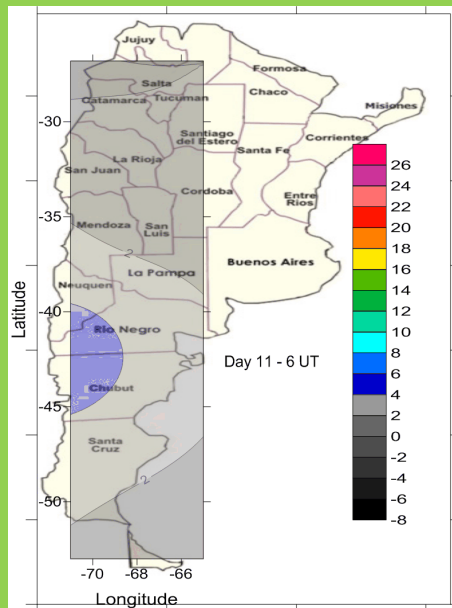 Jujuy
Formosa
Salta
Chaco
Catamarca
Tucuman
Misiones
-30
Santiago
del Estero
Corrientes
Santa Fe
La Rioja
San Juan
26
24
Cordoba
Entre
Rios
22
-35
Mendoza
San
Luis
20
18
2
Buenos Aires
16
La Pampa
Neuquen
14
Latitude
-40
12
Rio Negro
10
8
Day 11 - 6 UT
6
Chubut
4
-45
2
Santa
Cruz
0
-2
2
-4
-50
-6
-8
-70
-68
-66
Longitude